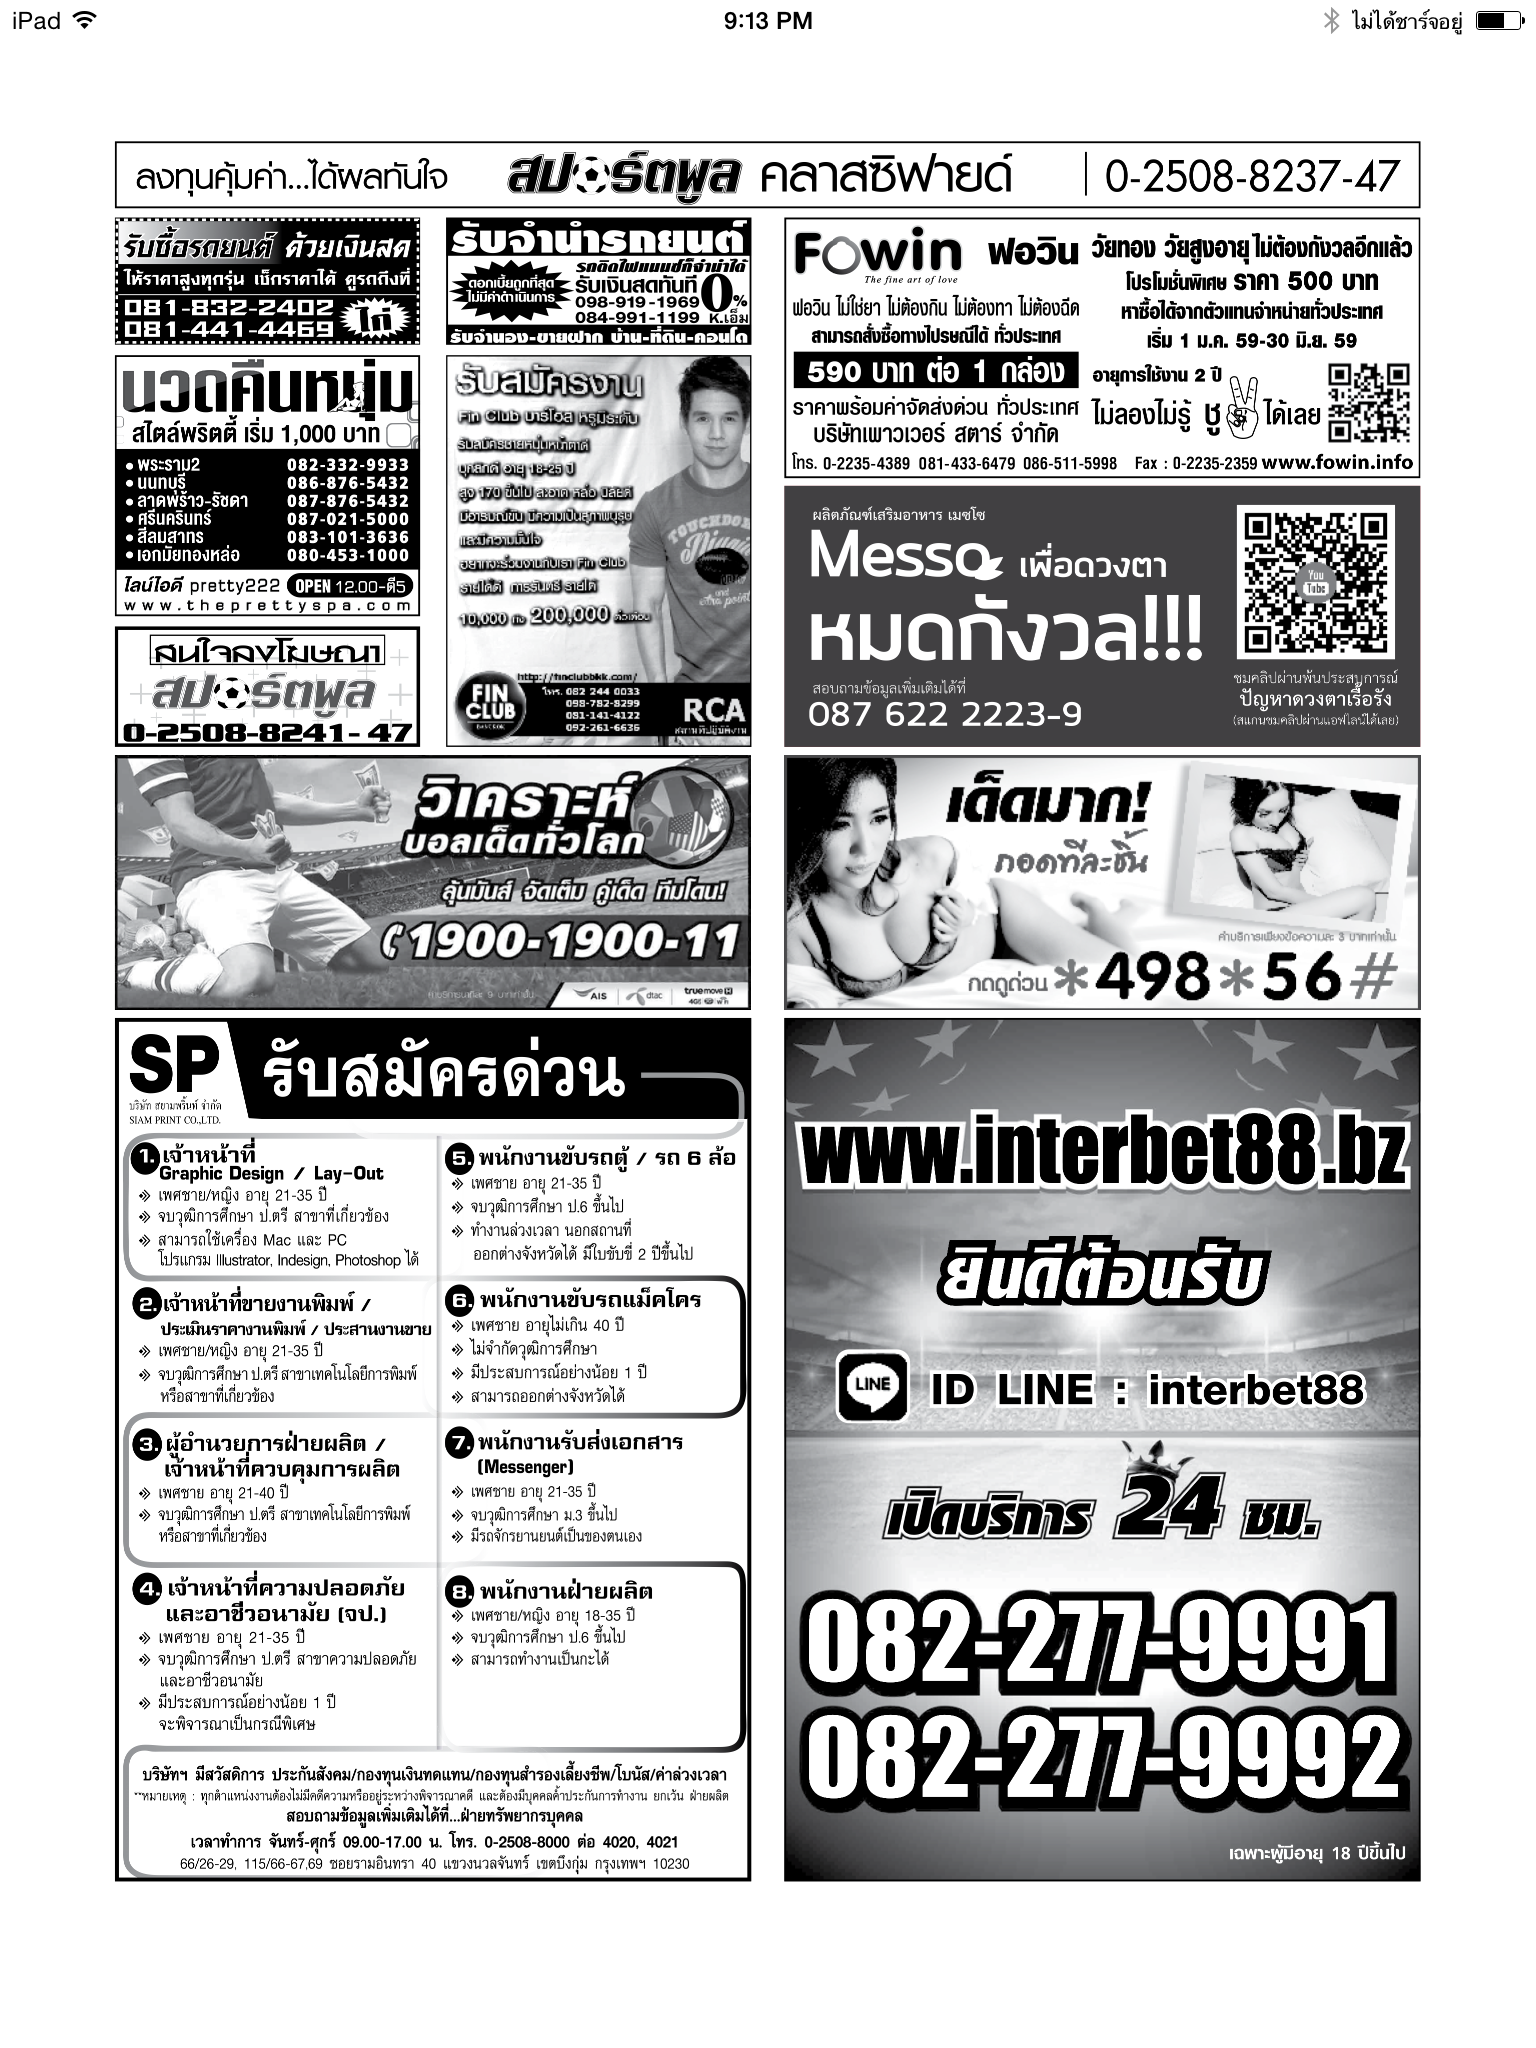 iPad
9:13 PM
ไม่ได้ชาร์จอยู่
ลงทุนคุ้มค่า...ได้ผลทันใจ สปอร์ตพูล คลาสซิฟายด์ 0-2508-8237-47
รับซื้อรถยนต์ ด้วยเงินสด
ให้ราคาสูงทุกรุ่น เช็กราคาได้ ดูรถถึงที่
081-832-2402
081-441-4469
ไก่
รับจำนำรถยนต์
รถติดไฟแนนซ์ก็จำนำได้
ดอกเบี้ยถูกที่สุด
ไม่มีค่าดำเนินการ
รับเงินสดทันที
098-919-1969
084-991-1199
0%
K.เอ็ม
รับจำนอง-ขายฝาก บ้าน-ที่ดิน-คอนโด
Fowin
The fine art of love
ฟอวิน
ฟอวิน ไม่ใช่ยา ไม่ต้องกิน ไม่ต้องทา ไม่ต้องฉีด
สามารถสั่งซื้อทางไปรษณีได้ ทั่วประเทศ
590 บาท ต่อ 1 กล่อง
ราคาพร้อมค่าจัดส่งด่วน ทั่วประเทศ
บริษัทเพาวเวอร์ สตาร์ จำกัด
วัยทอง วัยสูงอายุ ไม่ต้องกังวลอีกแล้ว
โปรโมชั่นพิเศษ ราคา 500 บาท
หาซื้อได้จากตัวแทนจำหน่ายทั่วประเทศ
เริ่ม 1 ม.ค. 59-30 มิ.ย. 59
อายุการใช้งาน 2 ปี
ไม่ลองไม่รู้ ชู s ได้เลย
โทร. 0-2235-4389 081-433-6479 086-511-5998 Fax : 0-2235-2359 www.fowin.info
นวดคืนหนุ่ม
สไตล์พริตตี้ เริ่ม 1,000 บาท
• พระราม2 082-332-9933
• นนทบุรี 086-876-5432
• ลาดพร้าว-รัชดา 087-876-5432
• ศรีนครินทร์ 087-021-5000
• สีลมสาทร 083-101-3636
• เอกมัยทองหล่อ 080-453-1000
ไลน์ไอดี pretty222 OPEN 12.00-ตี5
www.theprettyspa.com
รับสมัครงาน
Fin Club บาร์โฮส หรูมีระดับ
รับสมัครชายหนุ่มหน้าตาดี
บุคลิกดี อายุ 18-25 ปี
สูง 170 ขึ้นไป สะอาด หล่อ นิสัยดี
มีอารมณ์ขัน มีความเป็นสุภาพบุรุษ
และมีความมั่นใจ
อยากจะร่วมงานกับเรา Fin Club
รายได้ดี การันตี รายได้
10,000 ถึง 200,000 ต่อเดือน
TOUCHDOWN
http://finclubbkk.com/
FIN
CLUB
BANGKOK
โทร. 082 244 0033
098-782-8299
081-141-4122
092-261-6636
RCA
สถานที่ปฏิบัติงาน
สนใจลงโฆษณา
สปอร์ตพูล
0-2508-8241-47
ผลิตภัณฑ์เสริมอาหาร เมซโซ
Messo เพื่อดวงตา
หมดกังวล!!!
สอบถามข้อมูลเพิ่มเติมได้ที่
087 622 2223-9
You
Tube
ชมคลิปผ่านพ้นประสบการณ์
ปัญหาดวงตาเรื้อรัง
(สแกนชมคลิปผ่านแอฟไลน์ได้เลย)
วิเคราะห์
บอลเด็ดทั่วโลก
ลุ้นมันส์ จัดเต็ม คู่เด็ด ทีมโดน!
1900-1900-11
ค่าบริการนาทีละ 9 บาทเท่านั้น
AIS dtac truemove H
เด็ดมาก!
ถอดทีละชิ้น
ค่าบริการเพียงข้อความละ 3 บาทเท่านั้น
กดดูด่วน *498*56#
SP
บริษัท สยามพริ้นท์ จำกัด
SIAM PRINT CO.,LTD.
รับสมัครด่วน
1. เจ้าหน้าที่
Graphic Design / Lay-Out
เพศชาย/หญิง อายุ 21-35 ปี
จบวุฒิการศึกษา ป.ตรี สาขาที่เกี่ยวข้อง
สามารถใช้เครื่อง Mac และ PC
โปรแกรม Illustrator, Indesign, Photoshop ได้
2. เจ้าหน้าที่ขายงานพิมพ์ /
ประเมินราคางานพิมพ์ / ประสานงานขาย
เพศชาย/หญิง อายุ 21-35 ปี
จบวุฒิการศึกษา ป.ตรี สาขาเทคโนโลยีการพิมพ์
หรือสาขาที่เกี่ยวข้อง
3. ผู้อำนวยการฝ่ายผลิต /
เจ้าหน้าที่ควบคุมการผลิต
เพศชาย อายุ 21-40 ปี
จบวุฒิการศึกษา ป.ตรี สาขาเทคโนโลยีการพิมพ์
หรือสาขาที่เกี่ยวข้อง
4. เจ้าหน้าที่ความปลอดภัย
และอาชีวอนามัย (จป.)
เพศชาย อายุ 21-35 ปี
จบวุฒิการศึกษา ป.ตรี สาขาความปลอดภัย
และอาชีวอนามัย
มีประสบการณ์อย่างน้อย 1 ปี
จะพิจารณาเป็นกรณีพิเศษ
5. พนักงานขับรถตู้ / รถ 6 ล้อ
เพศชาย อายุ 21-35 ปี
จบวุฒิการศึกษา ป.6 ขึ้นไป
ทำงานล่วงเวลา นอกสถานที่
ออกต่างจังหวัดได้ มีใบขับขี่ 2 ปีขึ้นไป
6. พนักงานขับรถแม็คโคร
เพศชาย อายุไม่เกิน 40 ปี
ไม่จำกัดวุฒิการศึกษา
มีประสบการณ์อย่างน้อย 1 ปี
สามารถออกต่างจังหวัดได้
7. พนักงานรับส่งเอกสาร
(Messenger)
เพศชาย อายุ 21-35 ปี
จบวุฒิการศึกษา ม.3 ขึ้นไป
มีรถจักรยานยนต์เป็นของตนเอง
8. พนักงานฝ่ายผลิต
เพศชาย/หญิง อายุ 18-35 ปี
จบวุฒิการศึกษา ป.6 ขึ้นไป
สามารถทำงานเป็นกะได้
บริษัทฯ มีสวัสดิการ ประกันสังคม/กองทุนเงินทดแทน/กองทุนสำรองเลี้ยงชีพ/โบนัส/ค่าล่วงเวลา
**หมายเหตุ : ทุกตำแหน่งงานต้องไม่มีคดีความหรืออยู่ระหว่างพิจารณาคดี และต้องมีบุคคลค้ำประกันการทำงาน ยกเว้น ฝ่ายผลิต
สอบถามข้อมูลเพิ่มเติมได้ที่...ฝ่ายทรัพยากรบุคคล
เวลาทำการ จันทร์-ศุกร์ 09.00-17.00 น. โทร. 0-2508-8000 ต่อ 4020, 4021
66/26-29, 115/66-67,69 ซอยรามอินทรา 40 แขวงนวลจันทร์ เขตบึงกุ่ม กรุงเทพฯ 10230
www.interbet88.bz
ยินดีต้อนรับ
LINE
ID LINE : interbet88
เปิดบริการ 24 ชม.
082-277-9991
082-277-9992
เฉพาะผู้มีอายุ 18 ปีขึ้นไป